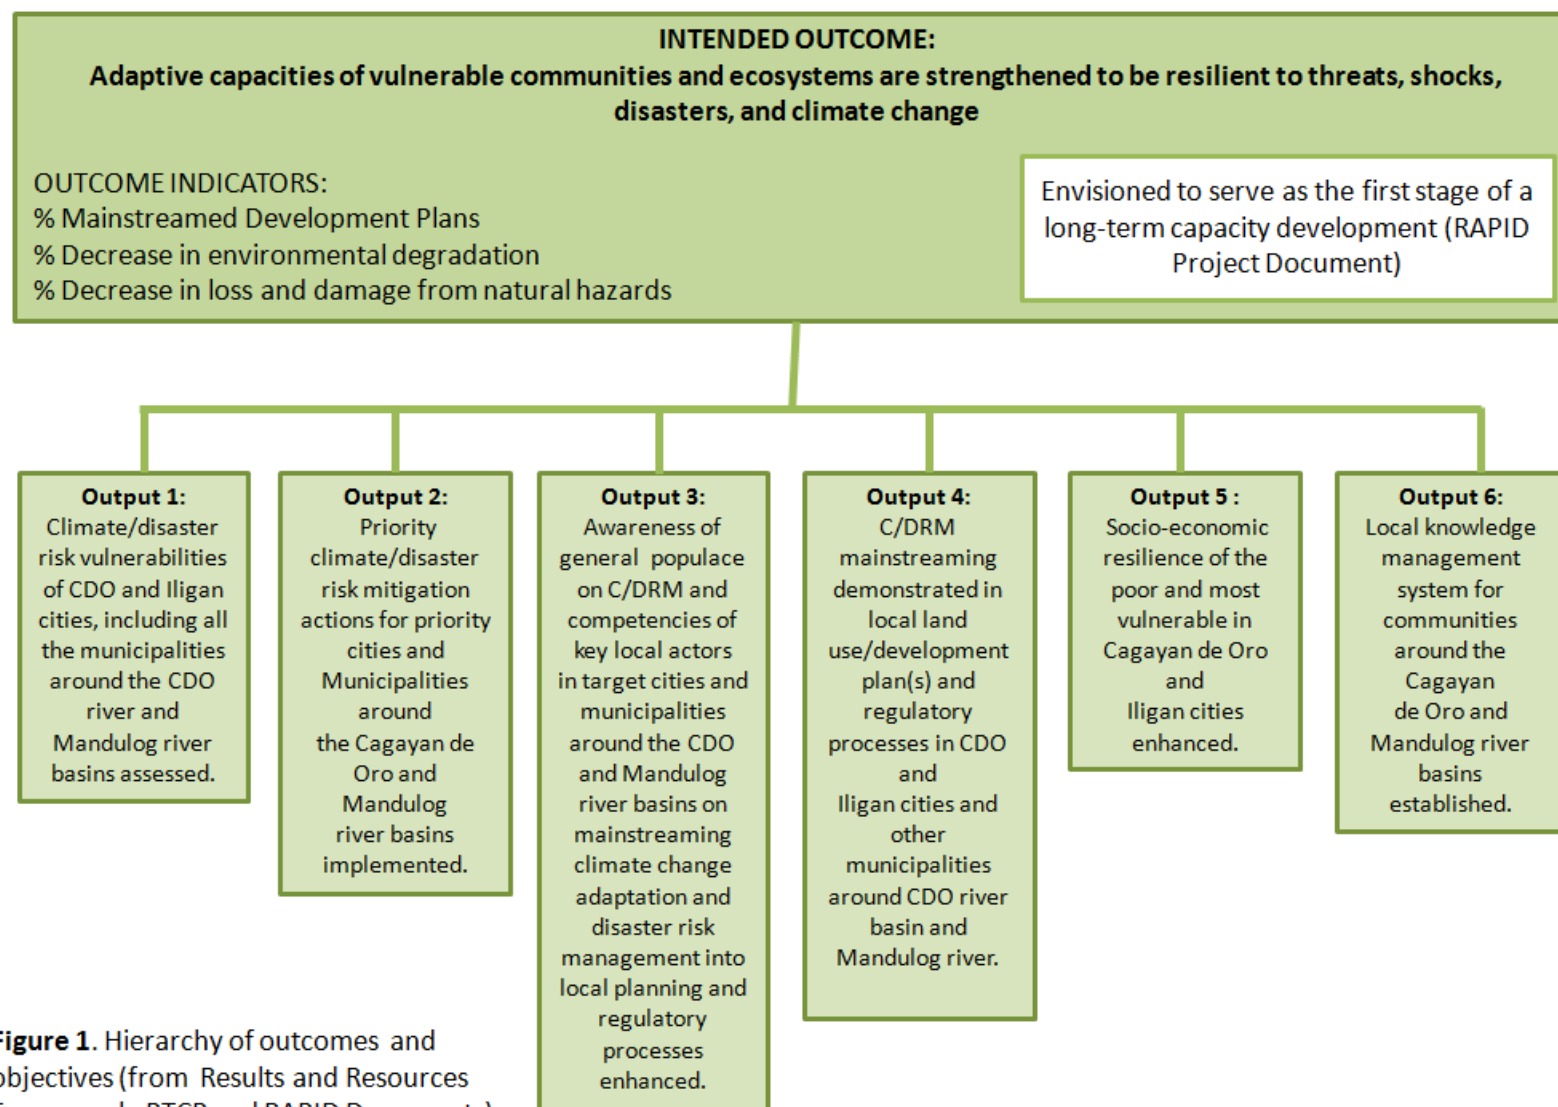 INTENDED OUTCOME:
Adaptive capacities of vulnerable communities and ecosystems are strengthened to be resilient to threats, shocks,
disasters, and climate change
OUTCOME INDICATORS:
% Mainstreamed Development Plans
% Decrease in environmental degradation
% Decrease in loss and damage from natural hazards
Envisioned to serve as the first stage of a
long-term capacity development (RAPID
Project Document)
Output 1:
Climate/disaster
risk vulnerabilities
of CDO and Iligan
cities, including all
the municipalities
around the CDO
river and
Mandulog river
basins assessed.
Output 2:
Priority
climate/disaster
risk mitigation
actions for priority
cities and
Municipalities
around
the Cagayan de
Oro and
Mandulog
river basins
implemented.
Output 3:
Awareness of
general populace
on C/DRM and
competencies of
key local actors
in target cities and
municipalities
around the CDO
and Mandulog
river basins on
mainstreaming
climate change
adaptation and
disaster risk
management into
local planning and
regulatory
processes
enhanced.
Output 4:
C/DRM
mainstreaming
demonstrated in
local land
use/development
plan(s) and
regulatory
processes in CDO
and
Iligan cities and
other
municipalities
around CDO river
basin and
Mandulog river.
Output 5 :
Socio-economic
resilience of the
poor and most
vulnerable in
Cagayan de Oro
and
Iligan cities
enhanced.
Output 6:
Local knowledge
management
system for
communities
around the
Cagayan
de Oro and
Mandulog river
basins
established.
Figure 1. Hierarchy of outcomes and
objectives (from Results and Resources